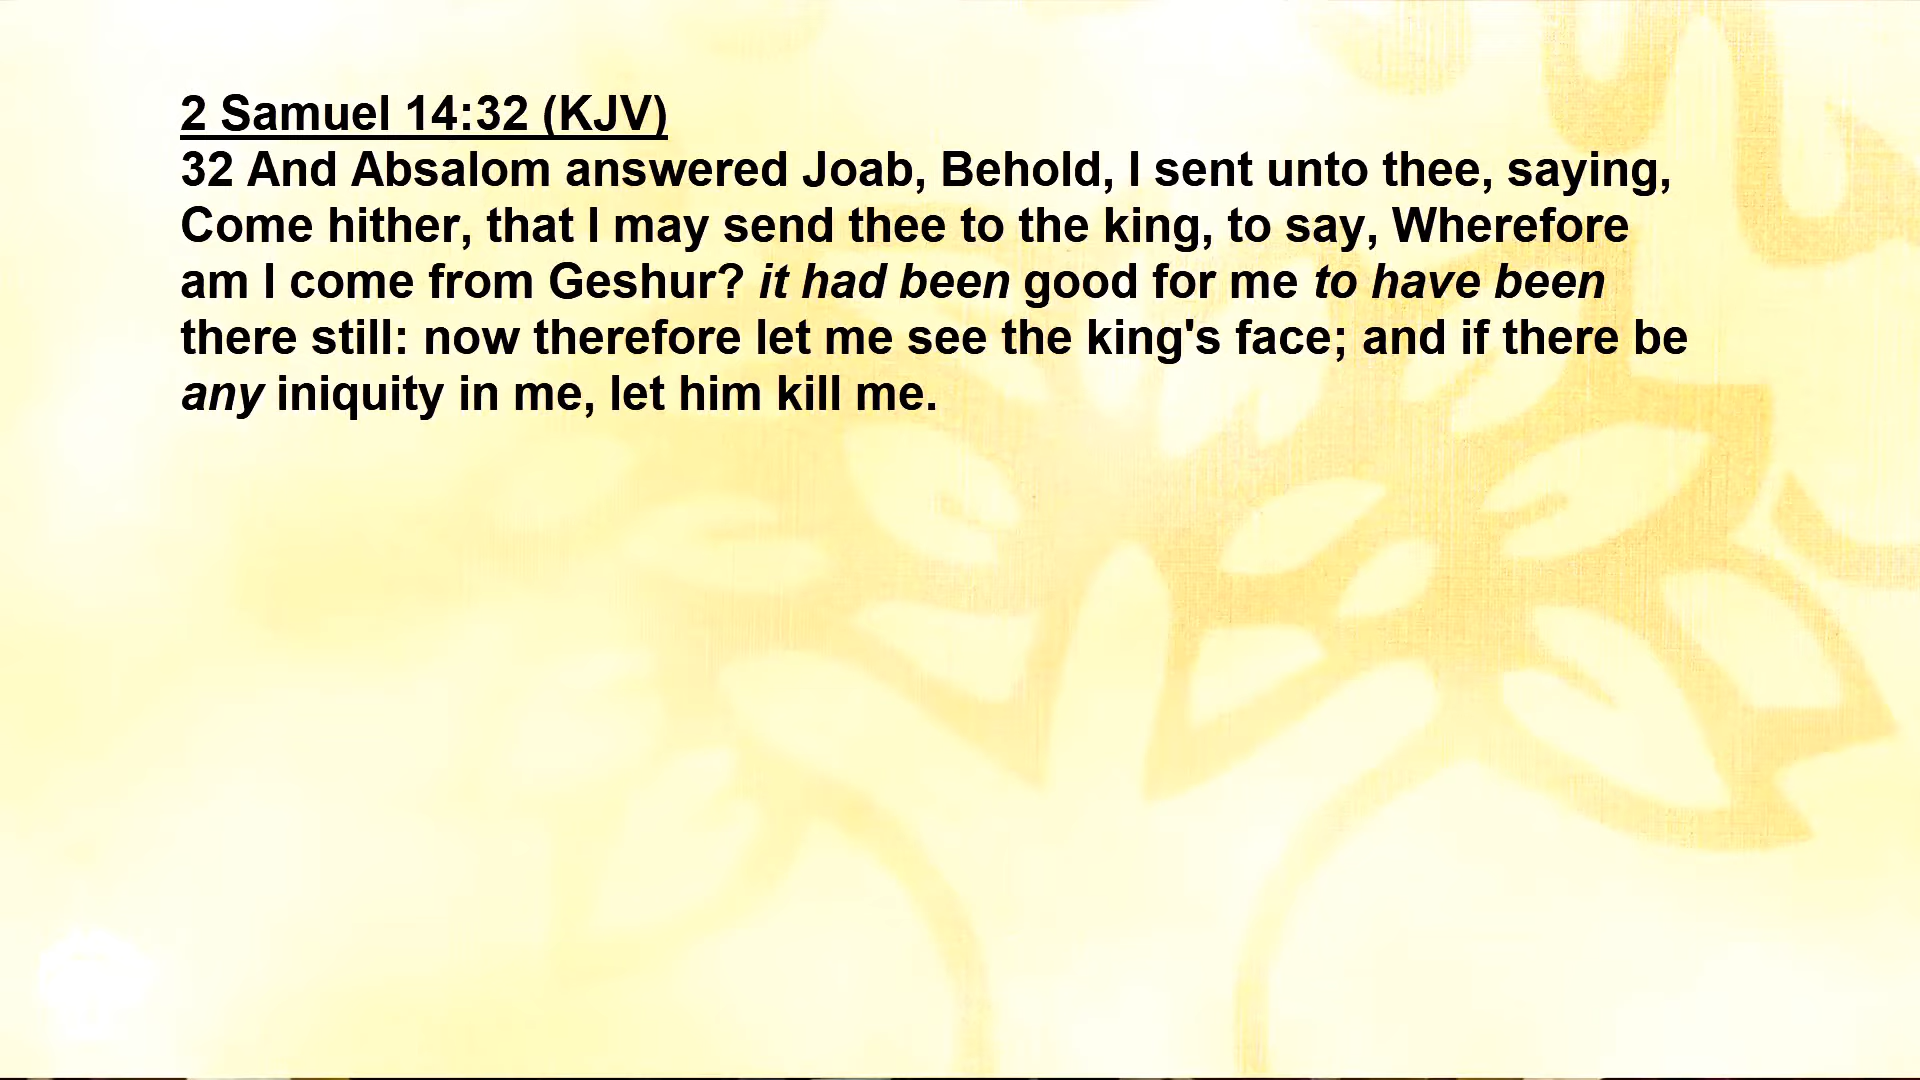 2 Samuel 14:32 (KJV)
32 And Absalom answered Joab, Behold, I sent unto thee, saying,
Come hither, that I may send thee to the king, to say, Wherefore
am I come from Geshur? it had been good for me to have been
there still: now therefore let me see the king's face; and if there be
any iniquity in me, let him kill me.